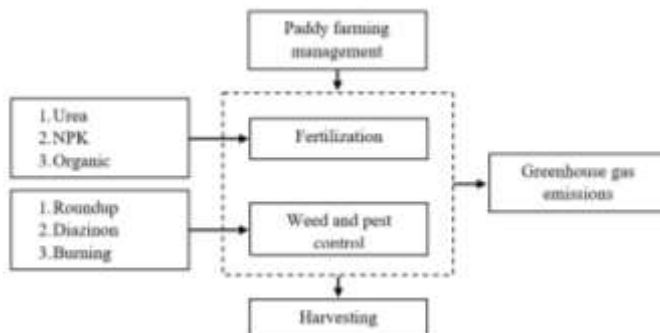 Paddy farming
management
1. Urea
2. NPK
3. Organic
Fertilization
Greenhouse gas
emissions
1. Roundup
2. Diazinon
3. Burning
Weed and pest
control
Harvesting